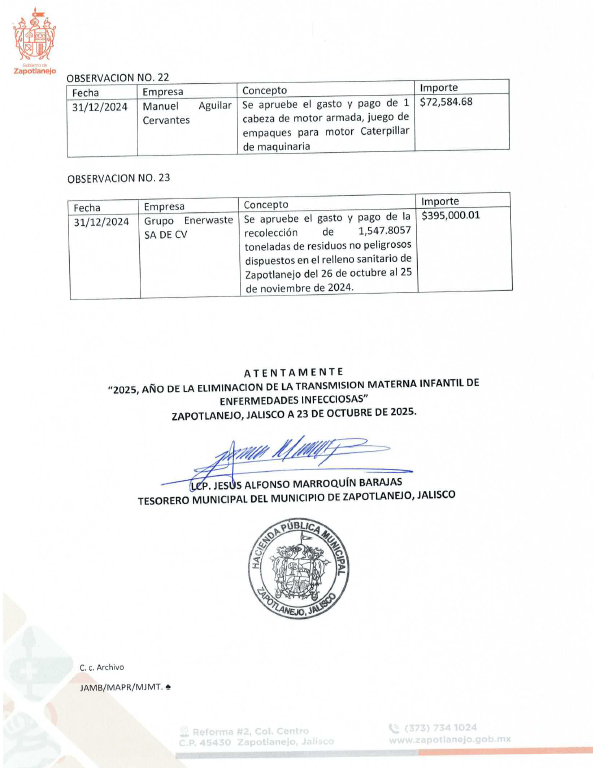 Gobierno de
Zapotlanejo
OBSERVACION NO. 22
Fecha Empresa Concepto Importe
31/12/2024 Manuel Aguilar Se apruebe el gasto y pago de 1 $72,584.68
Cervantes cabeza de motor armada, juego de
empaques para motor Caterpillar
de maquinaria
OBSERVACION NO. 23
Fecha Empresa Concepto Importe
31/12/2024 Grupo Enerwaste Se apruebe el gasto y pago de la $395,000.01
SA DE CV recolección de 1,547.8057
toneladas de residuos no peligrosos
dispuestos en el relleno sanitario de
Zapotlanejo del 26 de octubre al 25
de noviembre de 2024.
A T E N T A M E N T E
“2025, AÑO DE LA ELIMINACION DE LA TRANSMISION MATERNA INFANTIL DE
ENFERMEDADES INFECCIOSAS”
ZAPOTLANEJO, JALISCO A 23 DE OCTUBRE DE 2025.
LCP. JESÚS ALFONSO MARROQUÍN BARAJAS
TESORERO MUNICIPAL DEL MUNICIPIO DE ZAPOTLANEJO, JALISCO
HACIENDA PÚBLICA MUNICIPAL
ZAPOTLANEJO, JALISCO
C. c. Archivo
JAMB/MAPR/MJMT. ♠
Reforma #2, Col. Centro (373) 734 1024
C.P. 45430 Zapotlanejo, Jalisco www.zapotlanejo.gob.mx